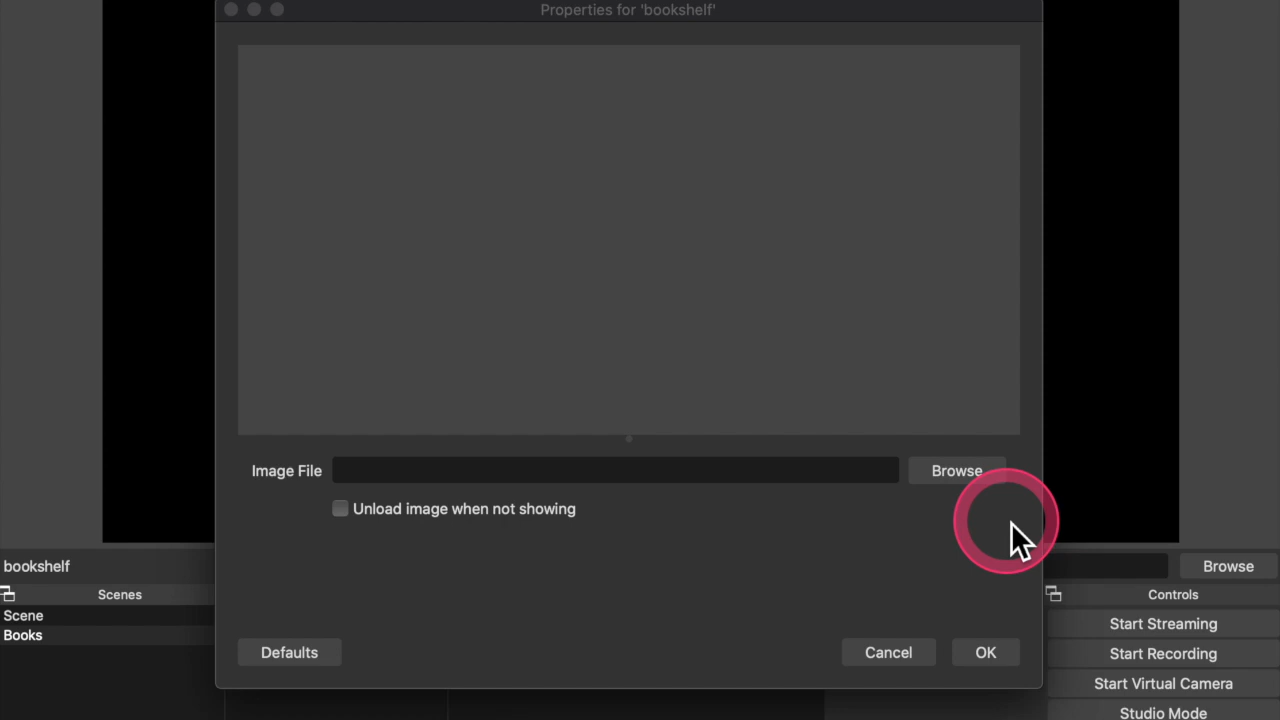 Properties for 'bookshelf'
Image File
Browse
Unload image when not showing
Defaults
Cancel
OK
bookshelf
Browse
Scenes
Scene
Books
Controls
Start Streaming
Start Recording
Start Virtual Camera
Studio Mode